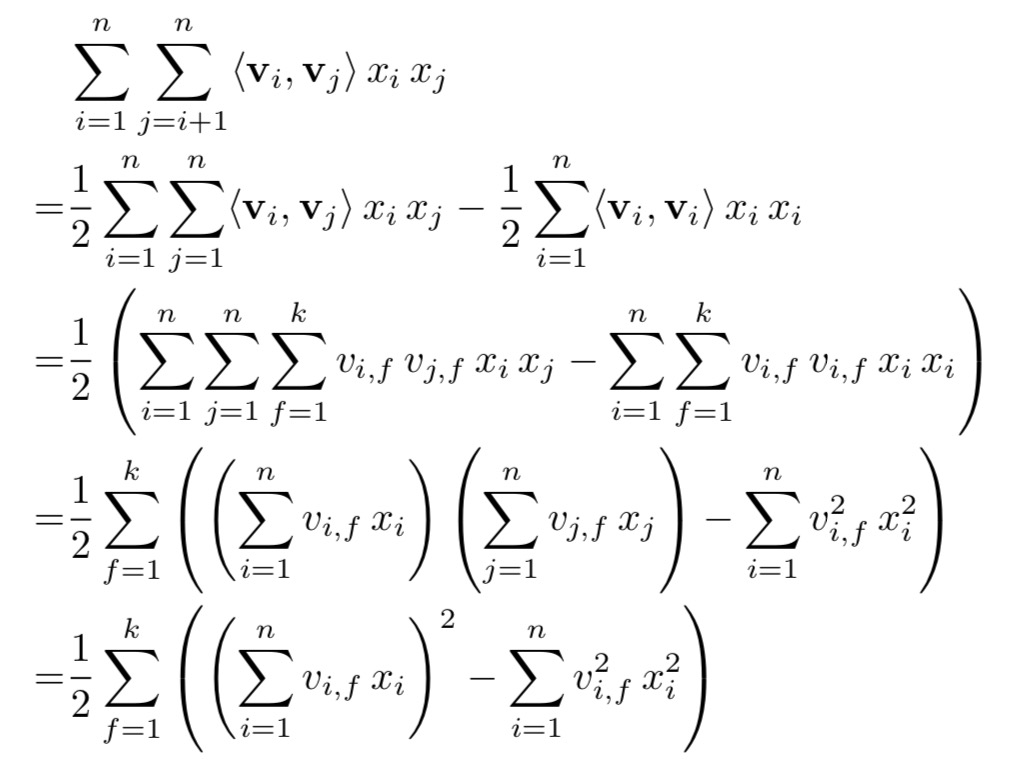 \sum_{i=1}^{n} \sum_{j=i+1}^{n} \langle \mathbf{v}_i, \mathbf{v}_j \rangle \, x_i \, x_j
= \frac{1}{2} \sum_{i=1}^{n} \sum_{j=1}^{n} \langle \mathbf{v}_i, \mathbf{v}_j \rangle \, x_i \, x_j - \frac{1}{2} \sum_{i=1}^{n} \langle \mathbf{v}_i, \mathbf{v}_i \rangle \, x_i \, x_i
= \frac{1}{2} \left( \sum_{i=1}^{n} \sum_{j=1}^{n} \sum_{f=1}^{k} v_{i,f} \, v_{j,f} \, x_i \, x_j - \sum_{i=1}^{n} \sum_{f=1}^{k} v_{i,f} \, v_{i,f} \, x_i \, x_i \right)
= \frac{1}{2} \sum_{f=1}^{k} \left( \left( \sum_{i=1}^{n} v_{i,f} \, x_i \right) \left( \sum_{j=1}^{n} v_{j,f} \, x_j \right) - \sum_{i=1}^{n} v_{i,f}^2 \, x_i^2 \right)
= \frac{1}{2} \sum_{f=1}^{k} \left( \left( \sum_{i=1}^{n} v_{i,f} \, x_i \right)^2 - \sum_{i=1}^{n} v_{i,f}^2 \, x_i^2 \right)